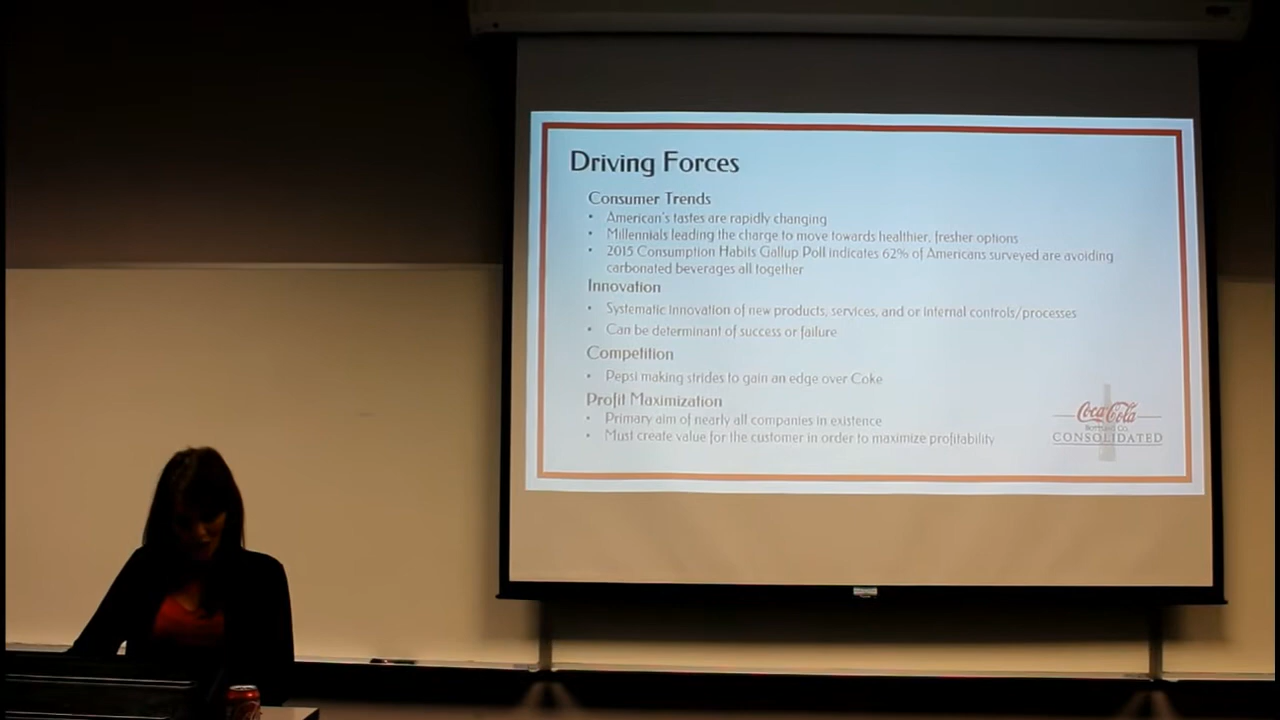 Driving Forces
Consumer Trends
• American's tastes are rapidly changing
• Millennials leading the charge to move towards healthier, fresher options
• 2015 Consumption Habits Gallup Poll indicates 62% of Americans surveyed are avoiding
carbonated beverages all together
Innovation
• Systematic innovation of new products, services, and or internal controls/processes
• Can be determinant of success or failure
Competition
• Pepsi making strides to gain an edge over Coke
Profit Maximization
• Primary aim of nearly all companies in existence
• Must create value for the customer in order to maximize profitability
Coca-Cola
Bottling Co.
CONSOLIDATED